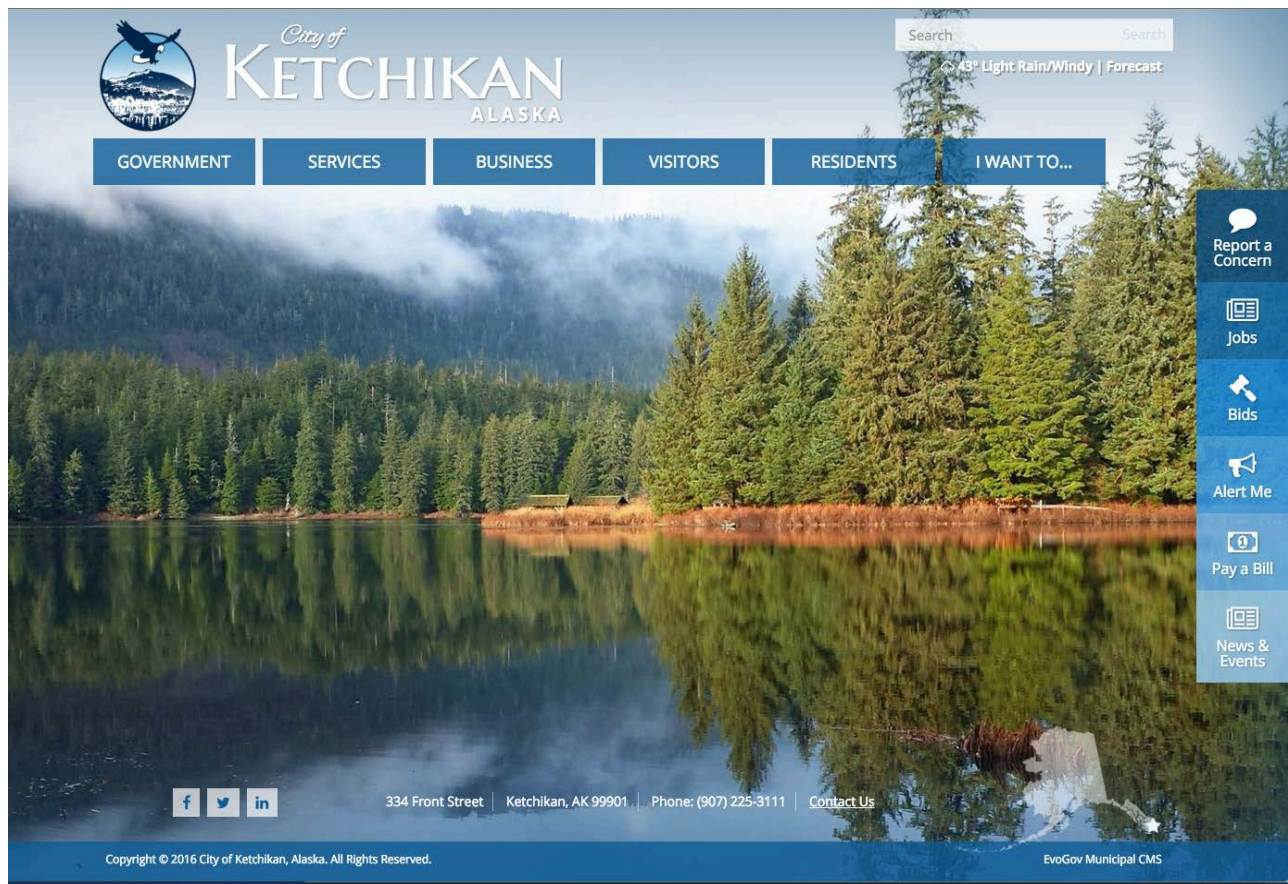 City of
KETCHIKAN
ALASKA
Search Search
43° Light Rain/Windy | Forecast
GOVERNMENT SERVICES BUSINESS VISITORS RESIDENTS I WANT TO...
Report a
Concern
Jobs
Bids
Alert Me
Pay a Bill
News &
Events
334 Front Street Ketchikan, AK 99901 Phone: (907) 225-3111 Contact Us
Copyright © 2016 City of Ketchikan, Alaska. All Rights Reserved. EvoGov Municipal CMS